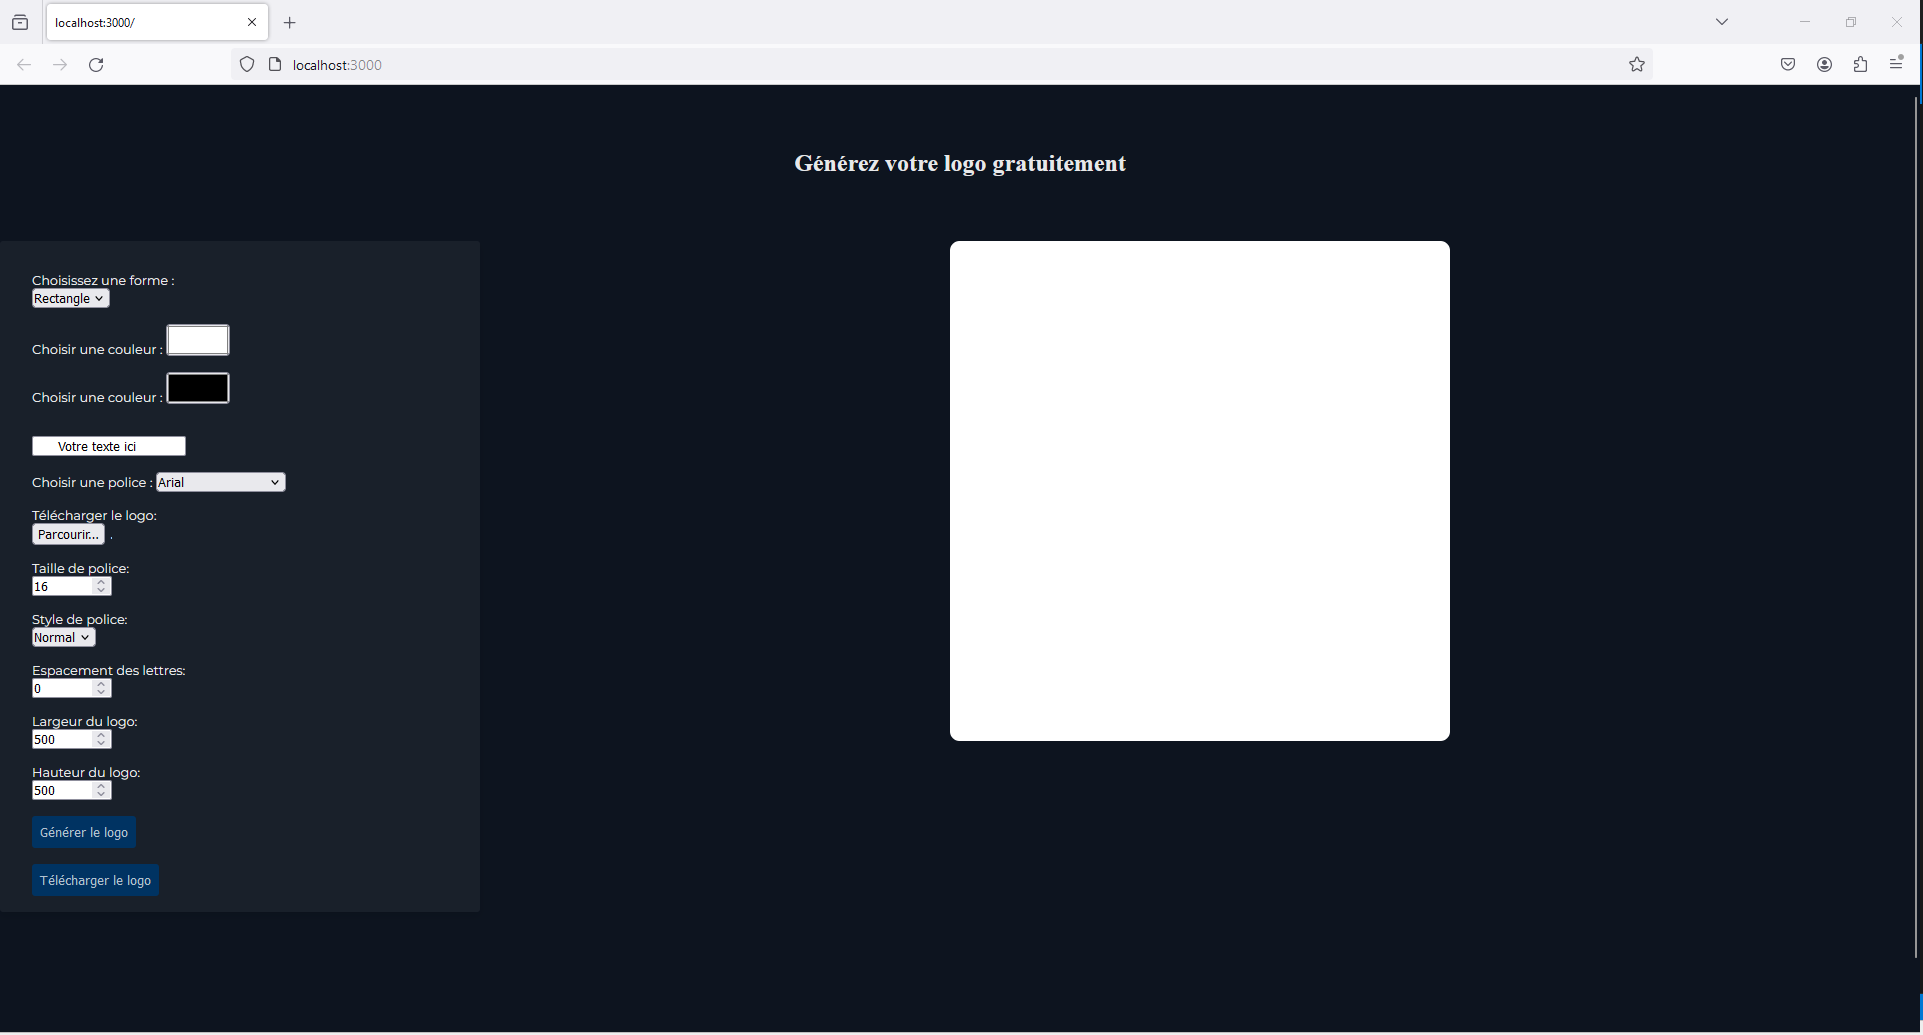 localhost:3000/
localhost:3000
Générez votre logo gratuitement
Choisissez une forme :
Rectangle
Choisir une couleur :
Choisir une couleur :
Votre texte ici
Choisir une police : Arial
Télécharger le logo:
Parcourir... .
Taille de police:
16
Style de police:
Normal
Espacement des lettres:
0
Largeur du logo:
500
Hauteur du logo:
500
Générer le logo
Télécharger le logo